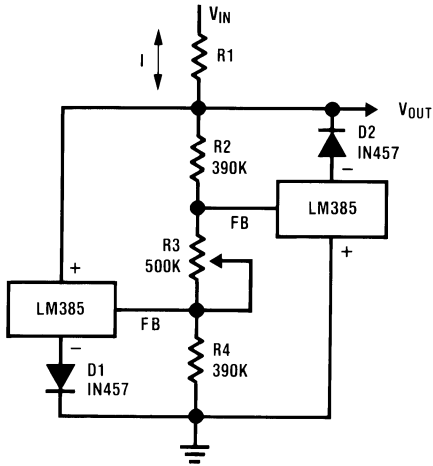 VIN
I
R1
VOUT
D2
IN457
R2
390K
−
LM385
FB
+
R3
500K
+
LM385
FB
−
D1
IN457
R4
390K